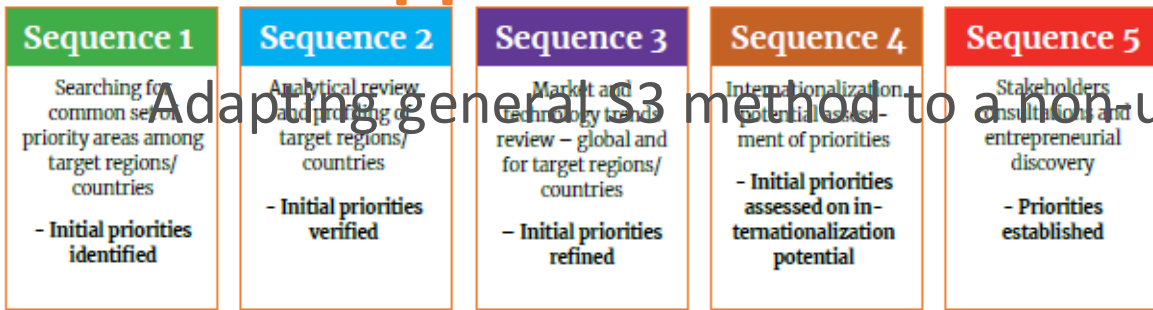 Sequence 1
Searching for
common set of
priority areas among
target regions/
countries
- Initial priorities
identified
Sequence 2
Analytical review
and profiling of
target regions/
countries
- Initial priorities
verified
Sequence 3
Market and
technology trends
review – global and
for target regions/
countries
– Initial priorities
refined
Sequence 4
Internationalization
potential assess-
ment of priorities
- Initial priorities
assessed on in-
ternationalization
potential
Sequence 5
Stakeholders
consultations and
entrepreneurial
discovery
- Priorities
established
Adapting general S3 method to a non-u